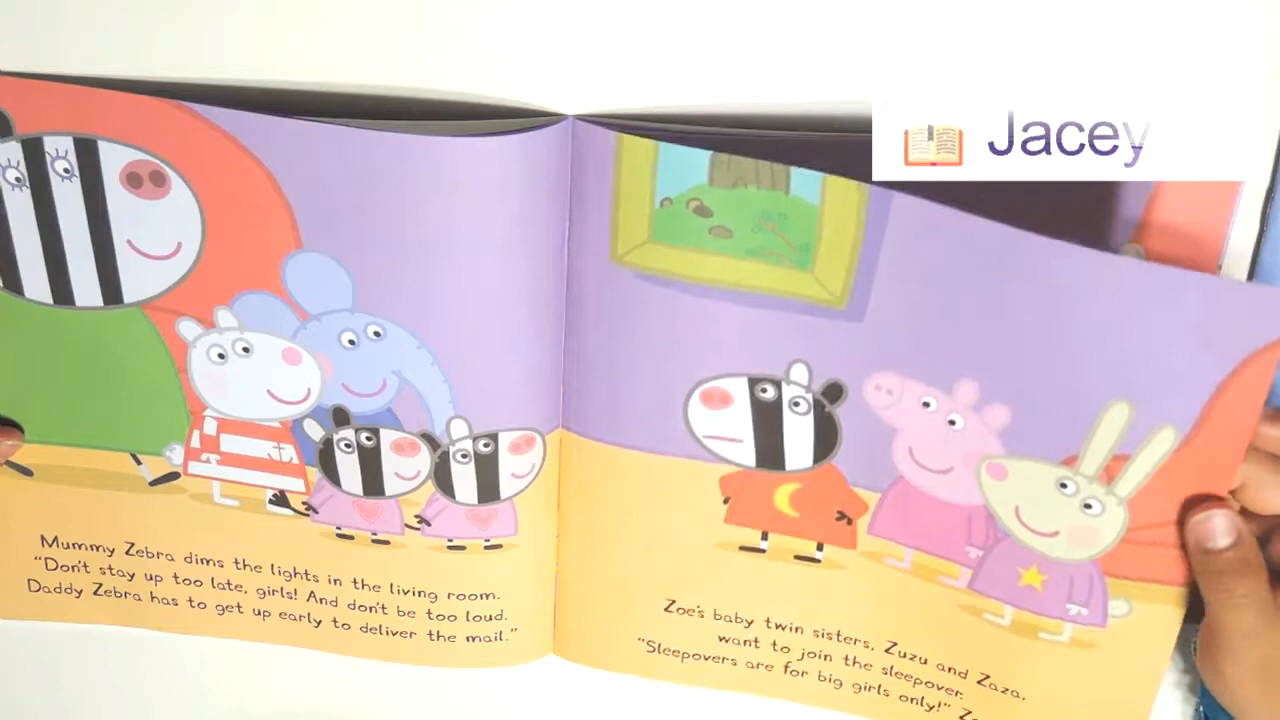 Jacey
Mummy Zebra dims the lights in the living room.
"Don't stay up too late, girls! And don't be too loud.
Daddy Zebra has to get up early to deliver the mail."
Zoe's baby twin sisters, Zuzu and Zaza,
want to join the sleepover.
"Sleepovers are for big girls only!"